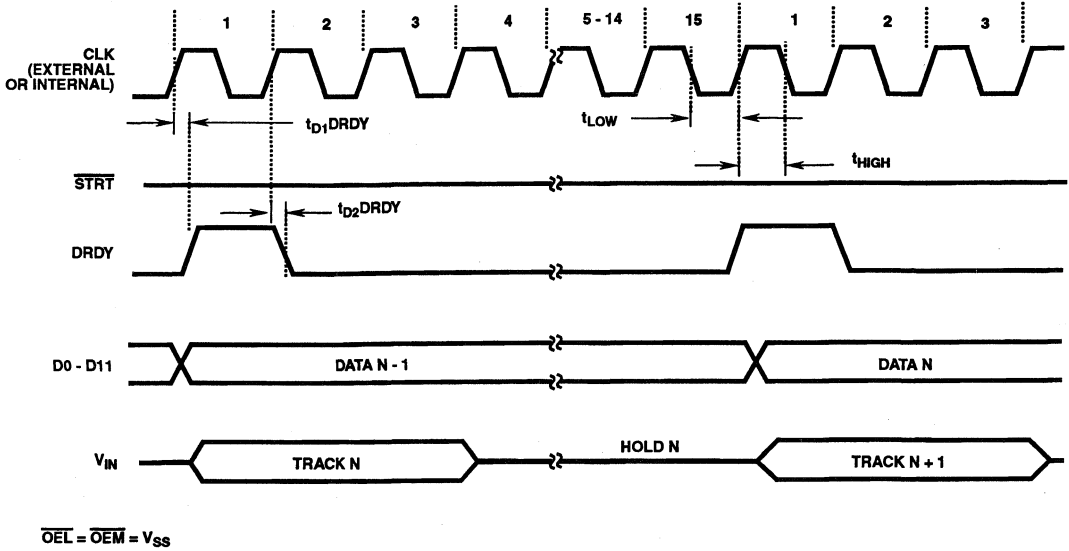 1 2 3 4 5 - 14 15 1 2 3
CLK
(EXTERNAL
OR INTERNAL)
tD1DRDY
tLOW
tHIGH
STRT
tD2DRDY
DRDY
D0 - D11
DATA N - 1
DATA N
VIN
TRACK N
HOLD N
TRACK N + 1
OEL = OEM = VSS